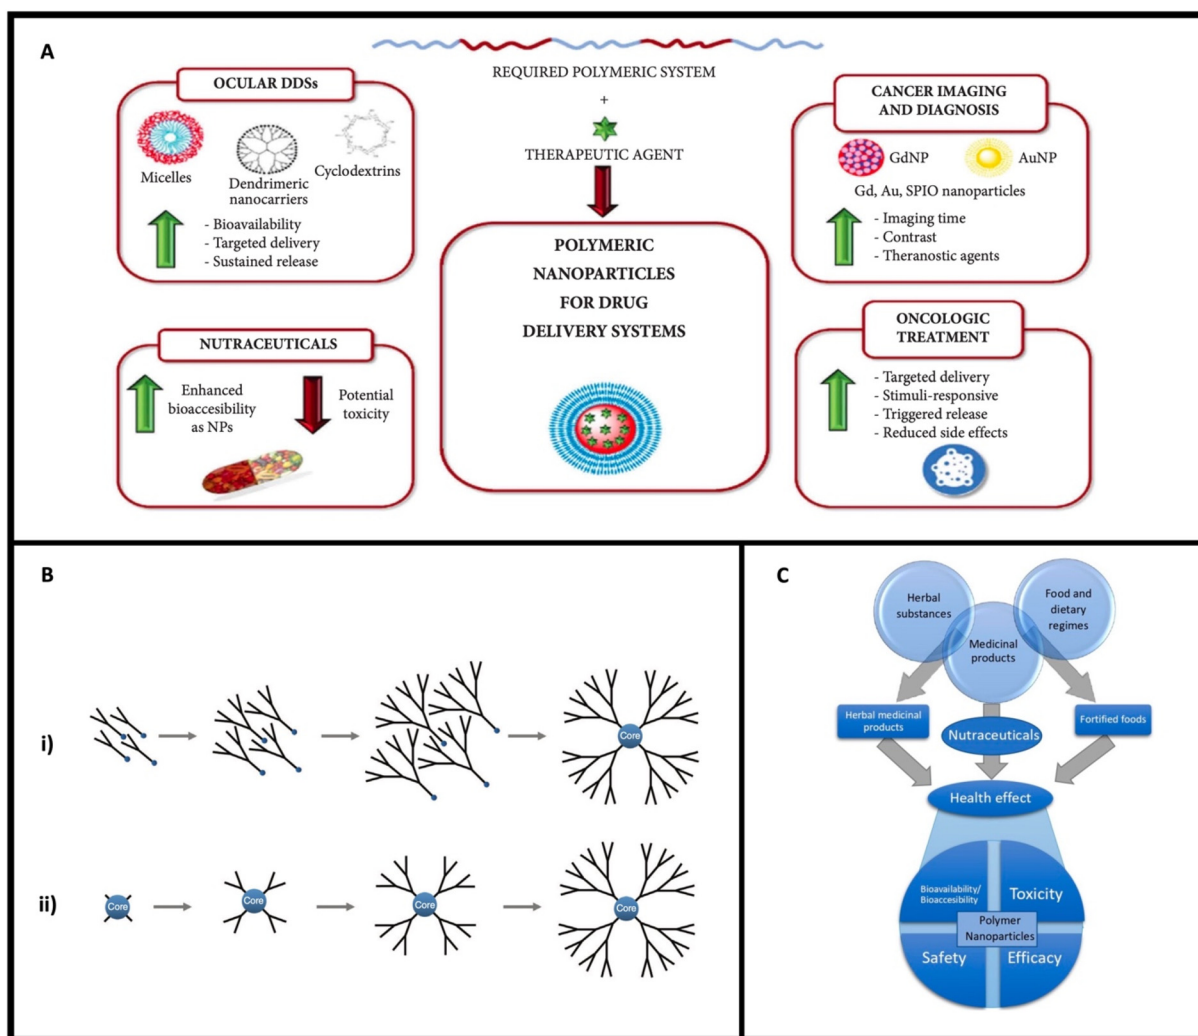 A
REQUIRED POLYMERIC SYSTEM
+
THERAPEUTIC AGENT
OCULAR DDSs
Micelles
Dendrimeric
nanocarriers
Cyclodextrins
- Bioavailability
- Targeted delivery
- Sustained release
CANCER IMAGING
AND DIAGNOSIS
GdNP
AuNP
Gd, Au, SPIO nanoparticles
- Imaging time
- Contrast
- Theranostic agents
POLYMERIC
NANOPARTICLES
FOR DRUG
DELIVERY SYSTEMS
NUTRACEUTICALS
Enhanced
bioaccesibility
as NPs
Potential
toxicity
ONCOLOGIC
TREATMENT
- Targeted delivery
- Stimuli-responsive
- Triggered release
- Reduced side effects
B
i)
Core
ii)
Core
Core
Core
Core
C
Herbal
substances
Food and
dietary
regimes
Medicinal
products
Herbal medicinal
products
Nutraceuticals
Fortified foods
Health effect
Bioavailability/
Bioaccesibility
Toxicity
Polymer
Nanoparticles
Safety
Efficacy